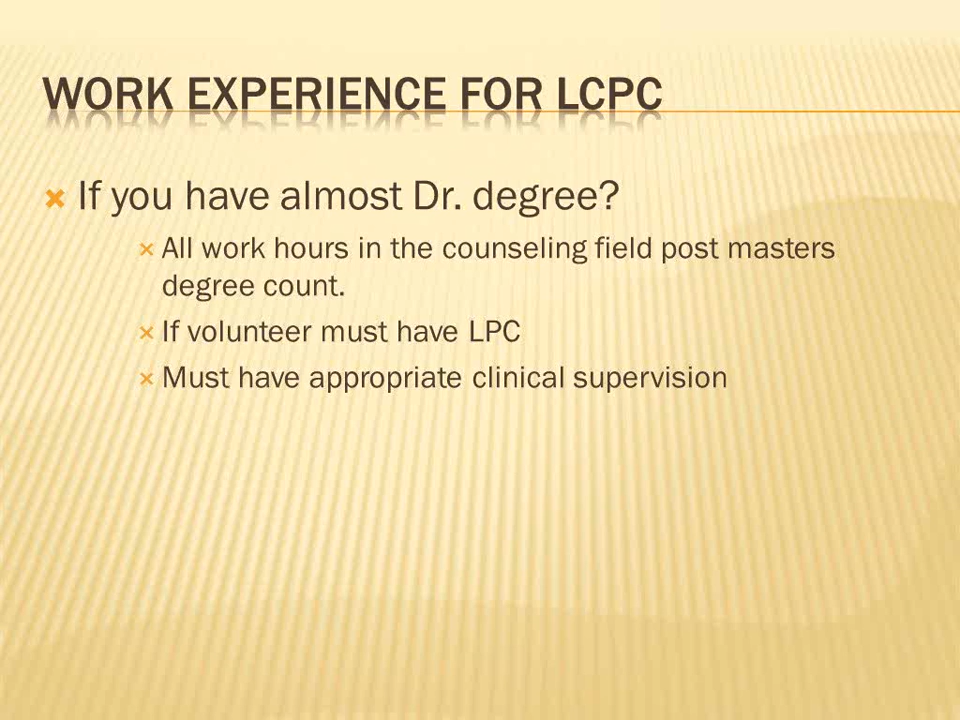 WORK EXPERIENCE FOR LCPC
If you have almost Dr. degree?
All work hours in the counseling field post masters
degree count.
If volunteer must have LPC
Must have appropriate clinical supervision